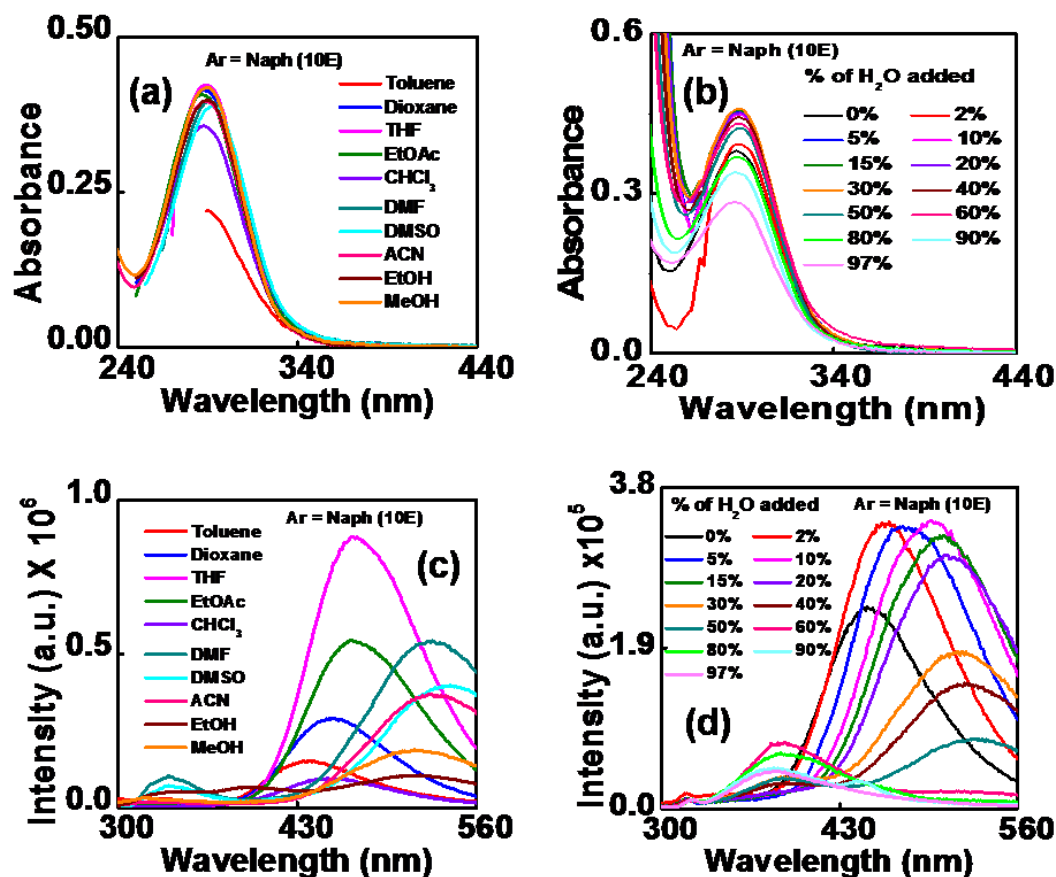 0.50
Ar = Naph (10E)
(a)
Toluene
Dioxane
THF
EtOAc
CHCl₃
DMF
DMSO
ACN
EtOH
MeOH
0.25
0.00
Absorbance
240 340 440
Wavelength (nm)
0.6
Ar = Naph (10E)
(b)
% of H₂O added
0% 2%
5% 10%
15% 20%
30% 40%
50% 60%
80% 90%
97%
0.3
0.0
Absorbance
240 340 440
Wavelength (nm)
1.0
Ar = Naph (10E)
Toluene
Dioxane
THF
EtOAc
CHCl₃
DMF
DMSO
ACN
EtOH
MeOH
(c)
0.5
0.0
Intensity (a.u.) X 10⁶
300 430 560
Wavelength (nm)
3.8
% of H₂O added
Ar = Naph (10E)
0% 2%
5% 10%
15% 20%
30% 40%
50% 60%
80% 90%
97%
(d)
1.9
0.0
Intensity (a.u.) x10⁵
300 430 560
Wavelength (nm)